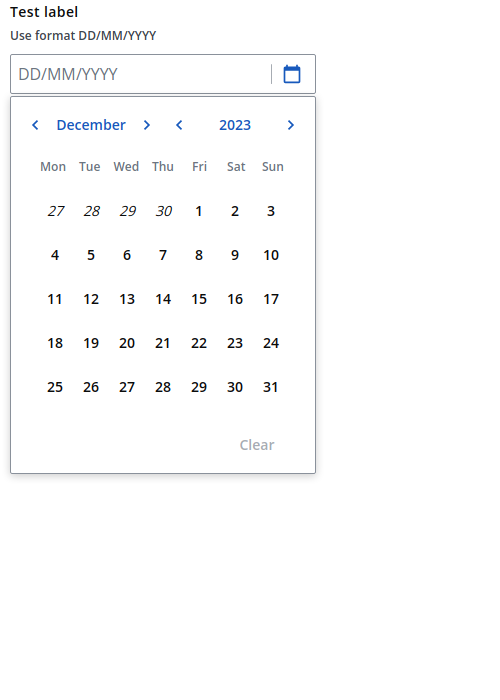 Test label
Use format DD/MM/YYYY
DD/MM/YYYY
December 2023
Mon Tue Wed Thu Fri Sat Sun
27 28 29 30 1 2 3
4 5 6 7 8 9 10
11 12 13 14 15 16 17
18 19 20 21 22 23 24
25 26 27 28 29 30 31
Clear